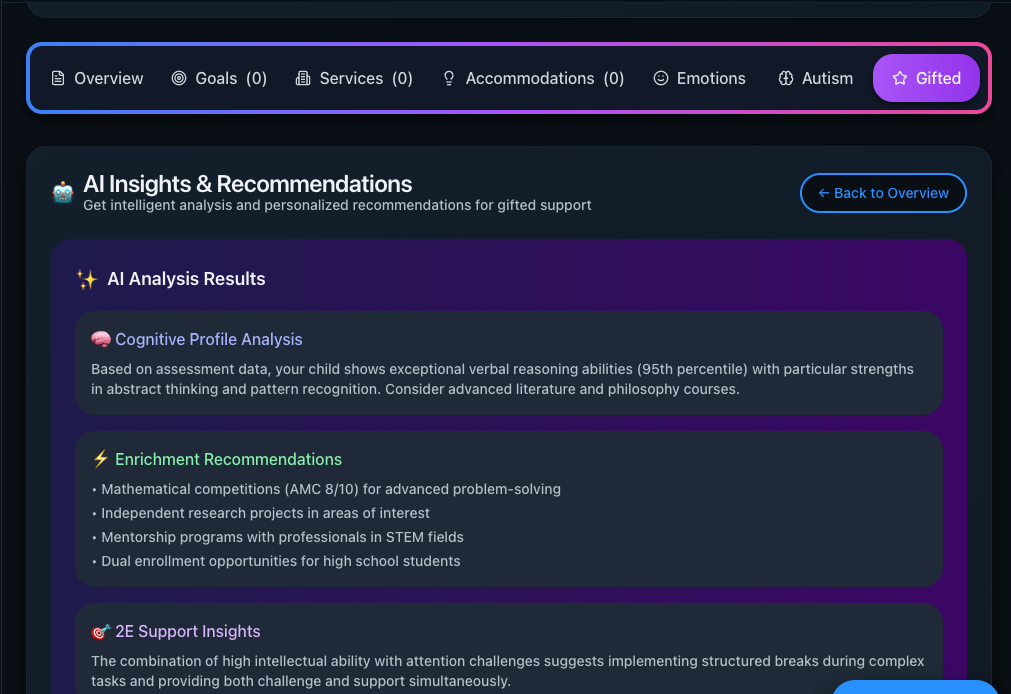 Overview Goals (0) Services (0) Accommodations (0) Emotions Autism Gifted
AI Insights & Recommendations
Get intelligent analysis and personalized recommendations for gifted support
← Back to Overview
AI Analysis Results
Cognitive Profile Analysis
Based on assessment data, your child shows exceptional verbal reasoning abilities (95th percentile) with particular strengths
in abstract thinking and pattern recognition. Consider advanced literature and philosophy courses.
Enrichment Recommendations
• Mathematical competitions (AMC 8/10) for advanced problem-solving
• Independent research projects in areas of interest
• Mentorship programs with professionals in STEM fields
• Dual enrollment opportunities for high school students
2E Support Insights
The combination of high intellectual ability with attention challenges suggests implementing structured breaks during complex
tasks and providing both challenge and support simultaneously.